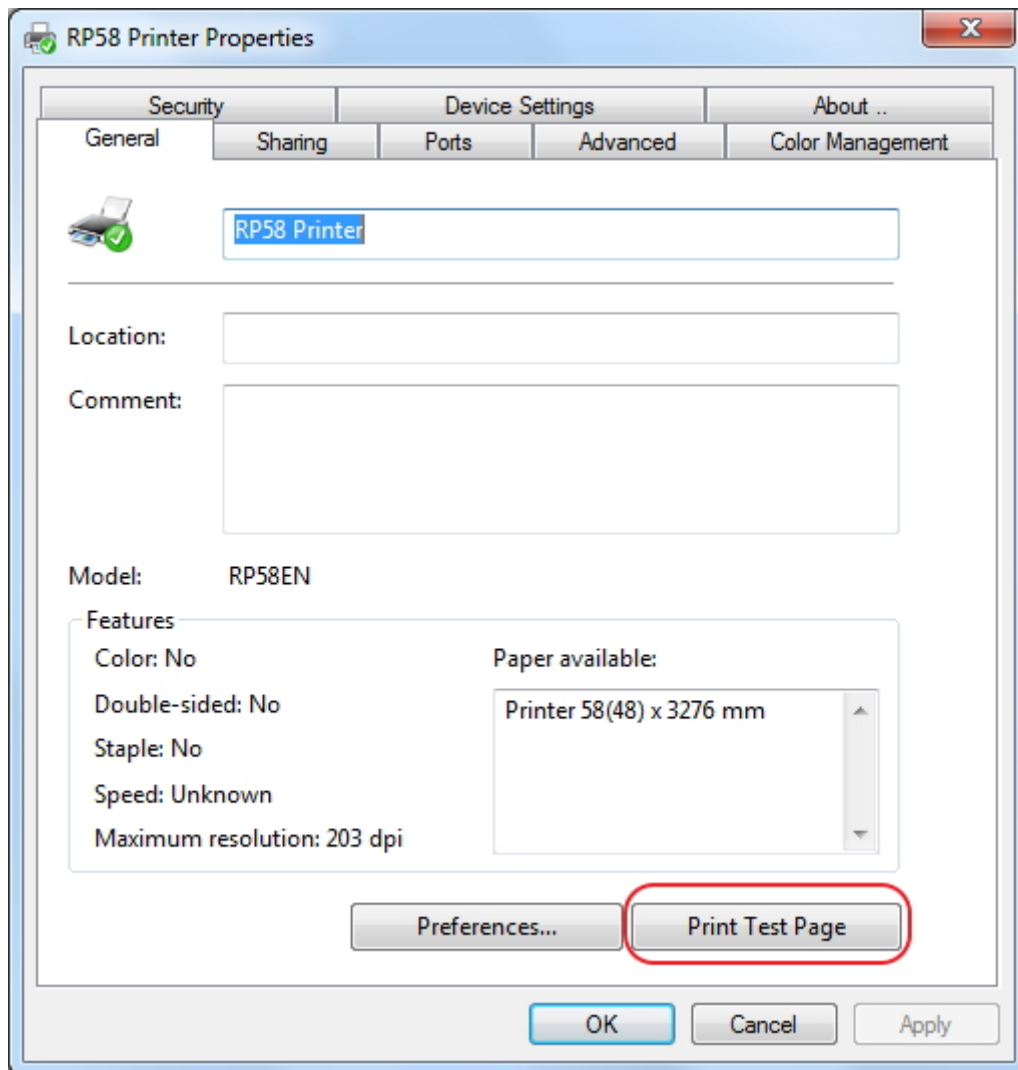 RP58 Printer Properties
Security Device Settings About ..
General Sharing Ports Advanced Color Management
RP58 Printer
Location:
Comment:
Model: RP58EN
Features
Color: No Paper available:
Double-sided: No Printer 58(48) x 3276 mm
Staple: No
Speed: Unknown
Maximum resolution: 203 dpi
Preferences... Print Test Page
OK Cancel Apply